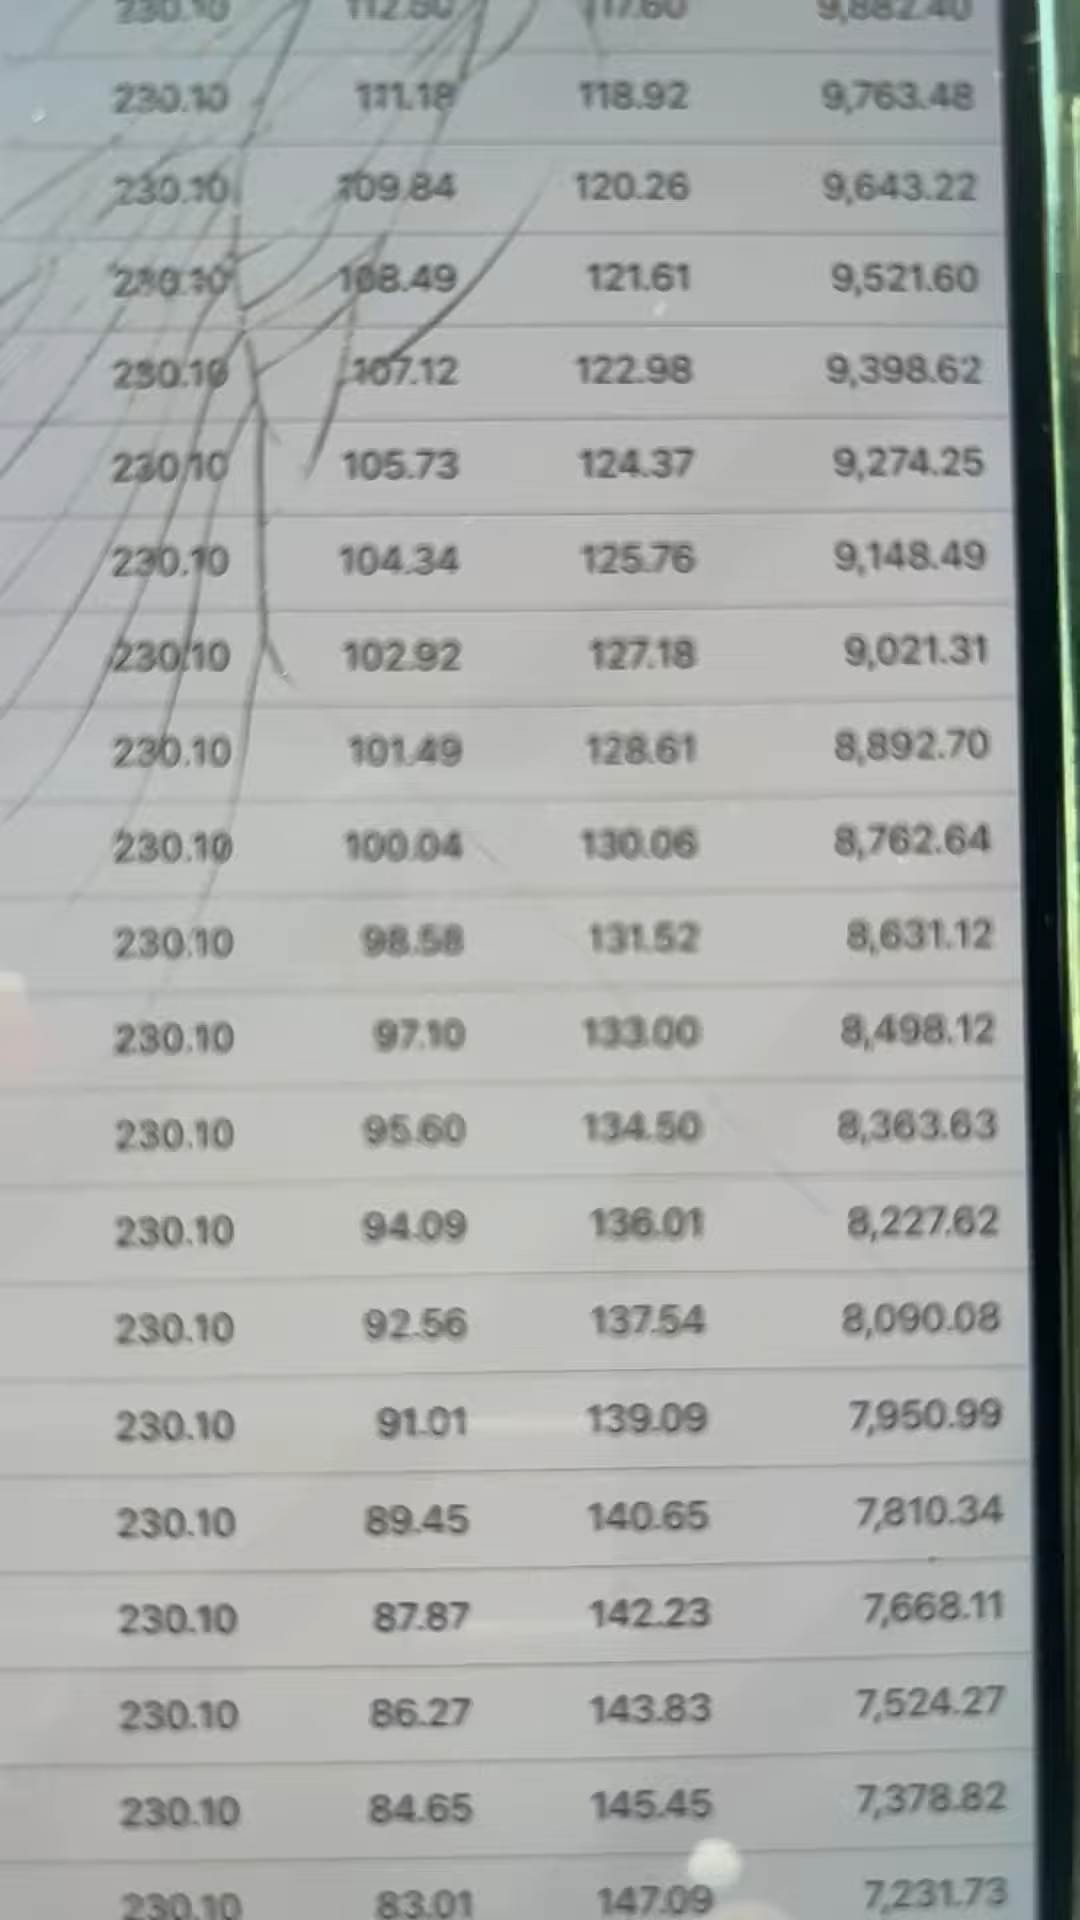 230.10 112.50 117.60 9,882.40
230.10 111.18 118.92 9,763.48
230.10 109.84 120.26 9,643.22
230.10 108.49 121.61 9,521.60
230.10 107.12 122.98 9,398.62
230.10 105.73 124.37 9,274.25
230.10 104.34 125.76 9,148.49
230.10 102.92 127.18 9,021.31
230.10 101.49 128.61 8,892.70
230.10 100.04 130.06 8,762.64
230.10 98.58 131.52 8,631.12
230.10 97.10 133.00 8,498.12
230.10 95.60 134.50 8,363.63
230.10 94.09 136.01 8,227.62
230.10 92.56 137.54 8,090.08
230.10 91.01 139.09 7,950.99
230.10 89.45 140.65 7,810.34
230.10 87.87 142.23 7,668.11
230.10 86.27 143.83 7,524.27
230.10 84.65 145.45 7,378.82
230.10 83.01 147.09 7,231.73